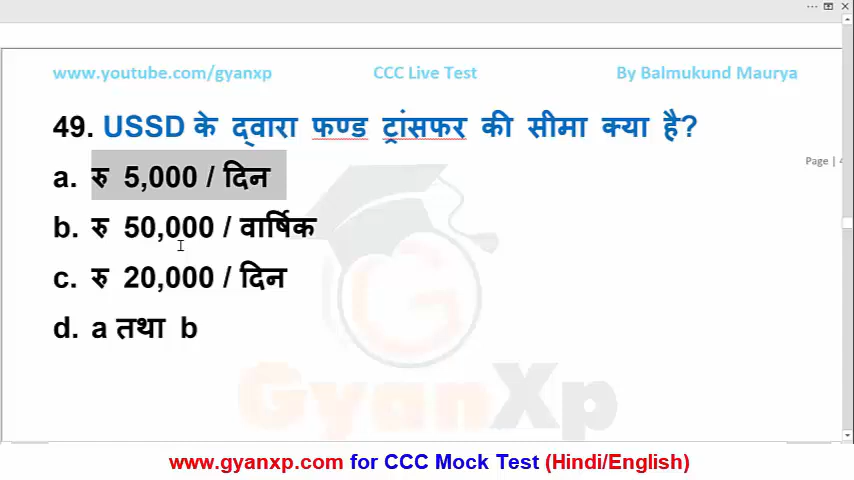 www.youtube.com/gyanxp CCC Live Test By Balmukund Maurya
49. USSD के द्वारा फण्ड ट्रांसफर की सीमा क्या है?
Page | 4
a. रु 5,000 / दिन
b. रु 50,000 / वार्षिक
c. रु 20,000 / दिन
d. a तथा b
GyanXp
www.gyanxp.com for CCC Mock Test (Hindi/English)